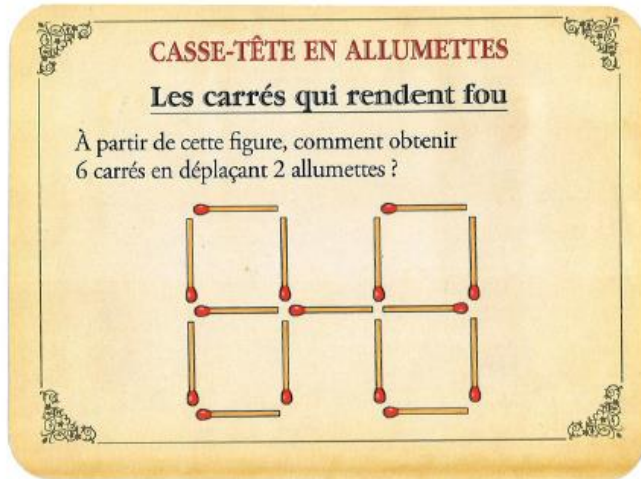 CASSE-TÊTE EN ALLUMETTES
Les carrés qui rendent fou
À partir de cette figure, comment obtenir
6 carrés en déplaçant 2 allumettes ?